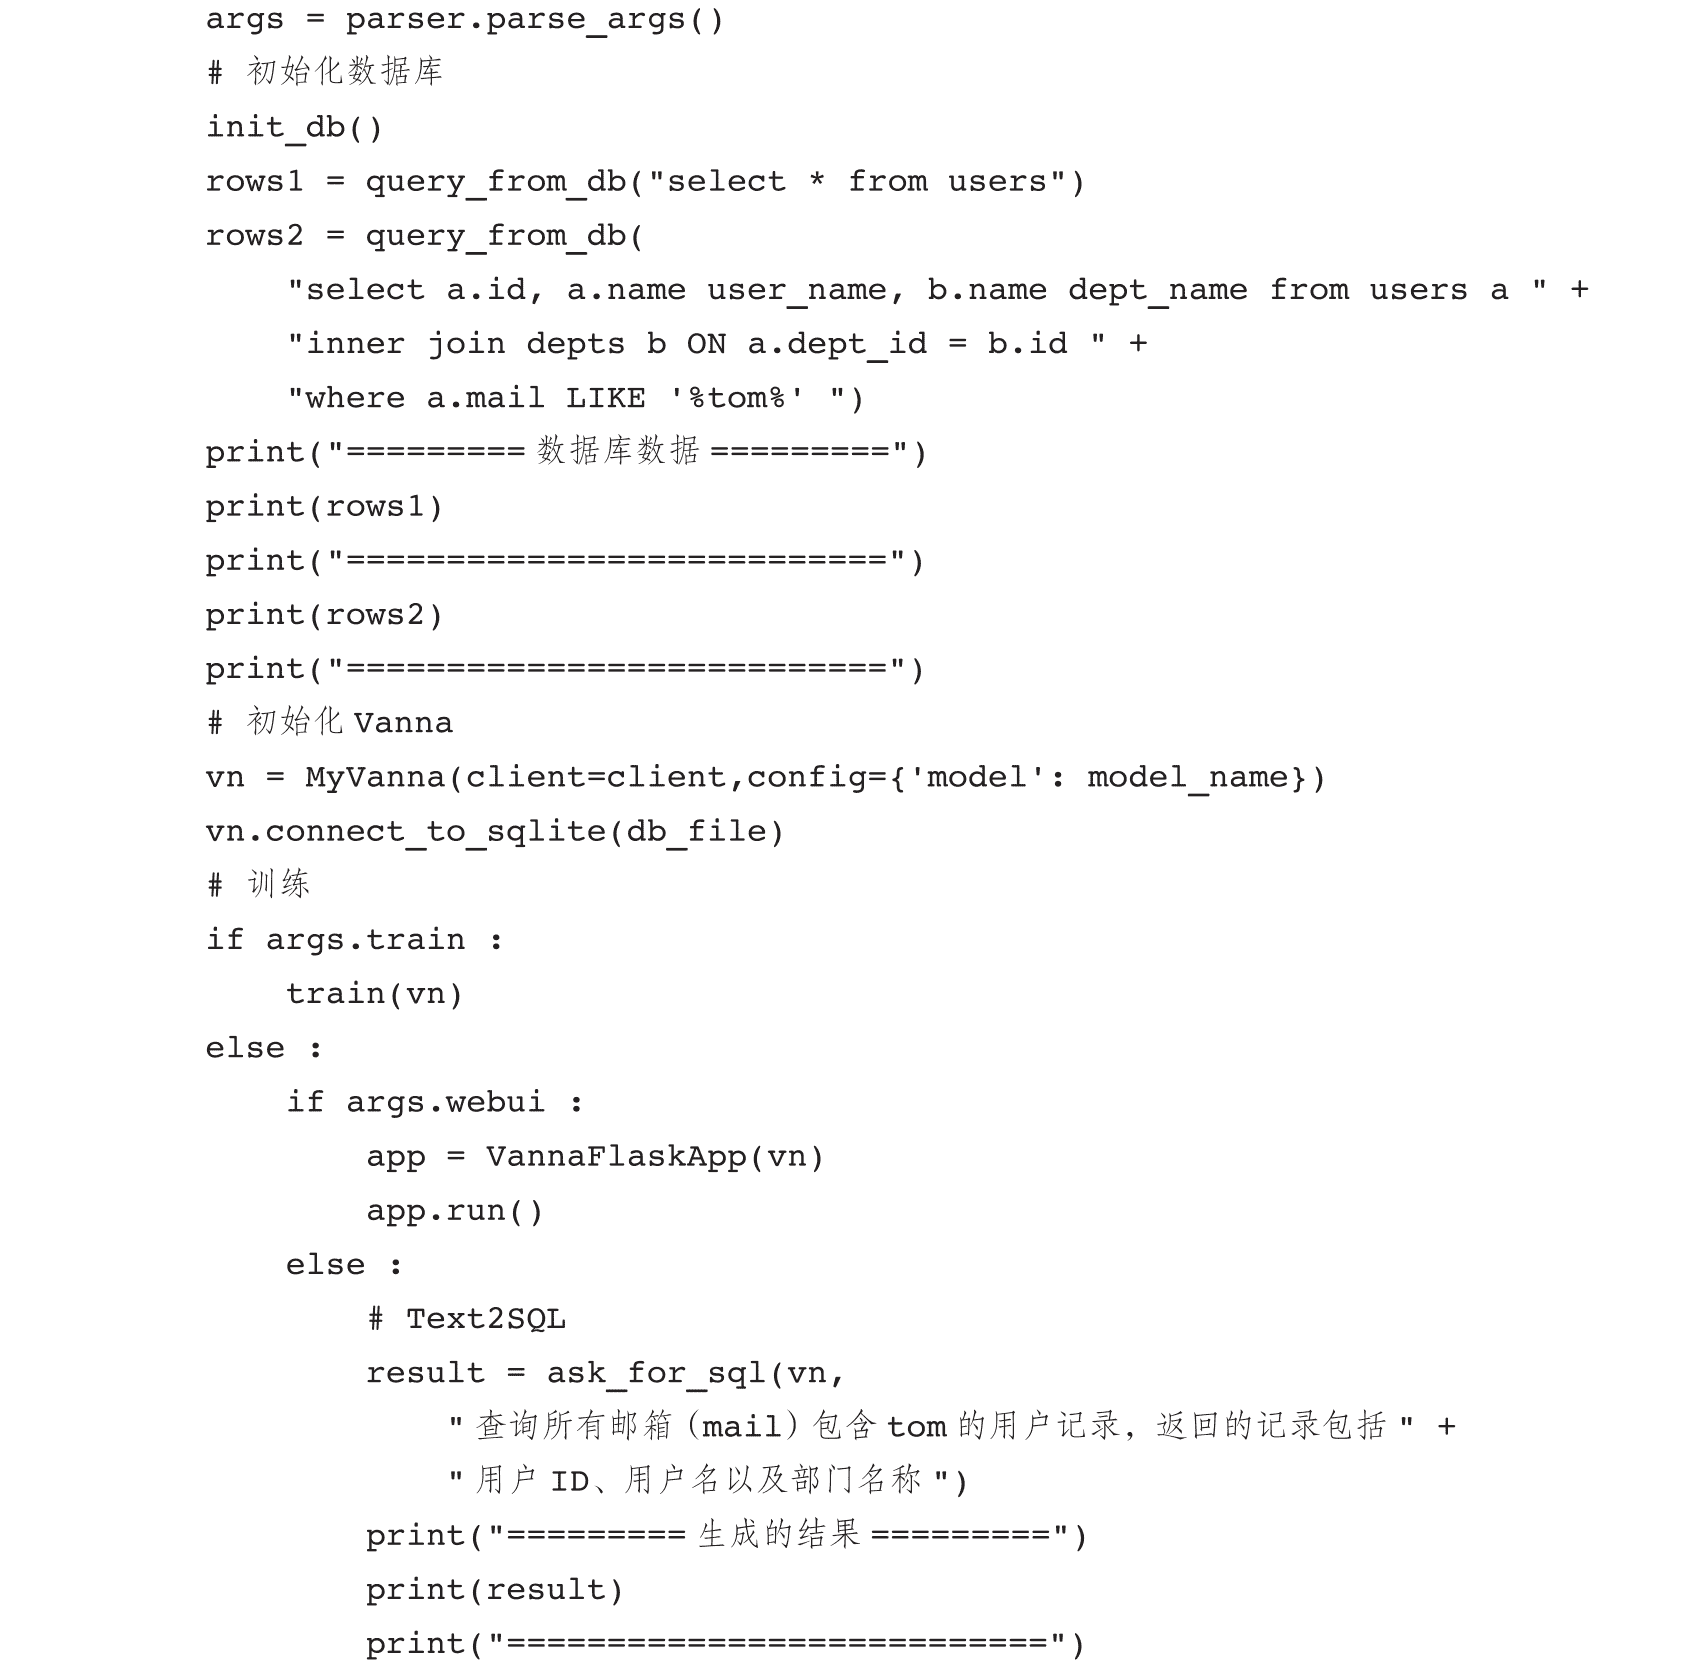 args = parser.parse_args()
# 初始化数据库
init_db()
rows1 = query_from_db("select * from users")
rows2 = query_from_db(
    "select a.id, a.name user_name, b.name dept_name from users a " +
    "inner join depts b ON a.dept_id = b.id " +
    "where a.mail LIKE '%tom%' ")
print("========= 数据库数据 =========")
print(rows1)
print("===========================")
print(rows2)
print("===========================")
# 初始化 Vanna
vn = MyVanna(client=client,config={'model': model_name})
vn.connect_to_sqlite(db_file)
# 训练
if args.train :
    train(vn)
else :
    if args.webui :
        app = VannaFlaskApp(vn)
        app.run()
    else :
        # Text2SQL
        result = ask_for_sql(vn,
            " 查询所有邮箱（mail）包含 tom 的用户记录，返回的记录包括 " +
            " 用户 ID、用户名以及部门名称 ")
        print("========= 生成的结果 =========")
        print(result)
        print("===========================")